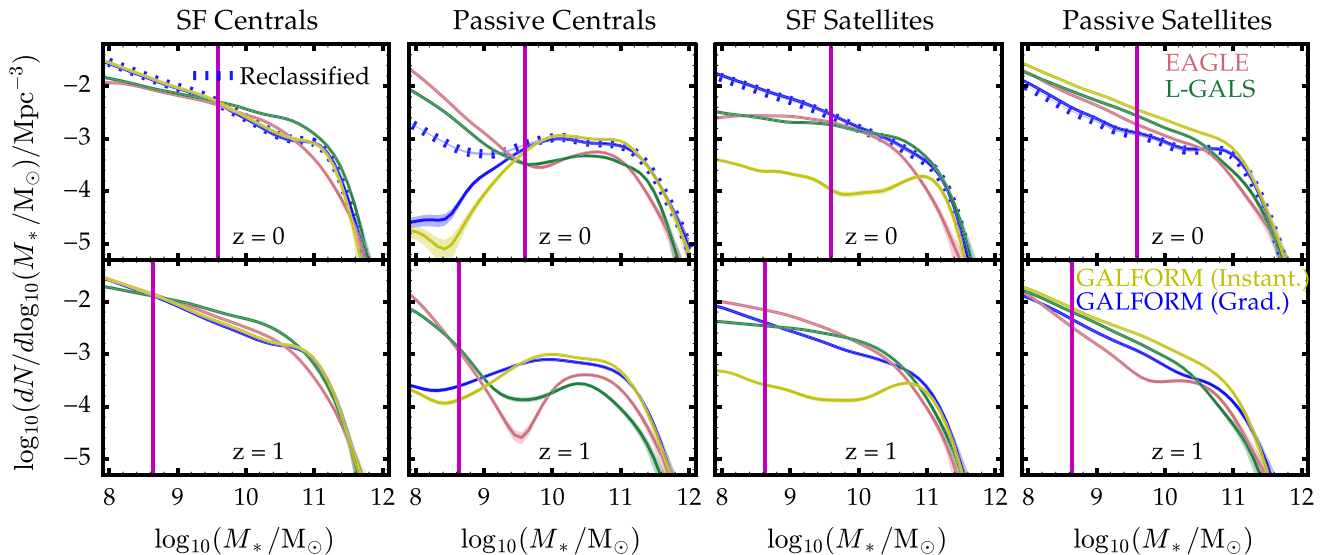 SF Centrals Passive Centrals SF Satellites Passive Satellites
log₁₀(dN/dlog₁₀(M∗/M⊙)/Mpc⁻³)
−2
−3
−4
−5
Reclassified
EAGLE
L-GALS
z = 0 z = 0 z = 0 z = 0
−2
−3
−4
−5
GALFORM (Instant.)
GALFORM (Grad.)
z = 1 z = 1 z = 1 z = 1
8 9 10 11 12 8 9 10 11 12 8 9 10 11 12 8 9 10 11 12
log₁₀(M∗/M⊙) log₁₀(M∗/M⊙) log₁₀(M∗/M⊙) log₁₀(M∗/M⊙)